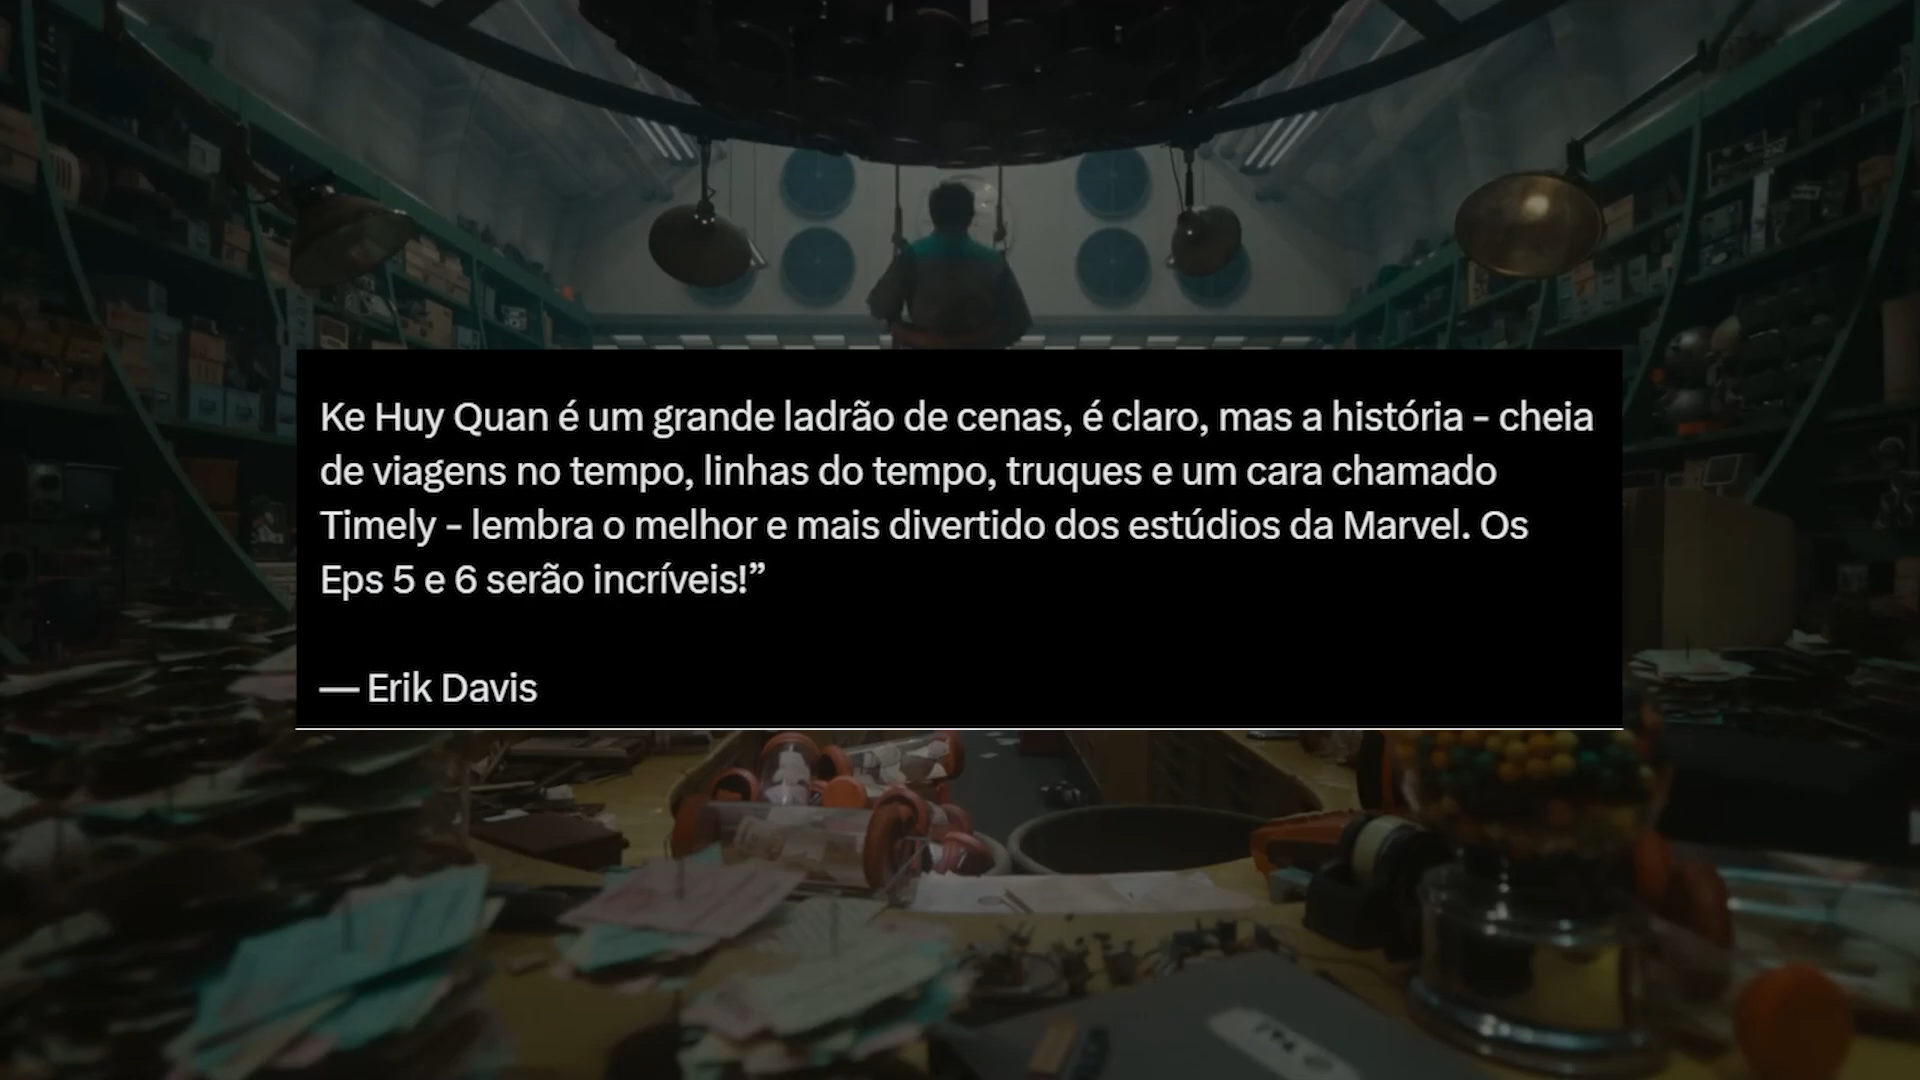 Ke Huy Quan é um grande ladrão de cenas, é claro, mas a história – cheia
de viagens no tempo, linhas do tempo, truques e um cara chamado
Timely – lembra o melhor e mais divertido dos estúdios da Marvel. Os
Eps 5 e 6 serão incríveis!”
— Erik Davis